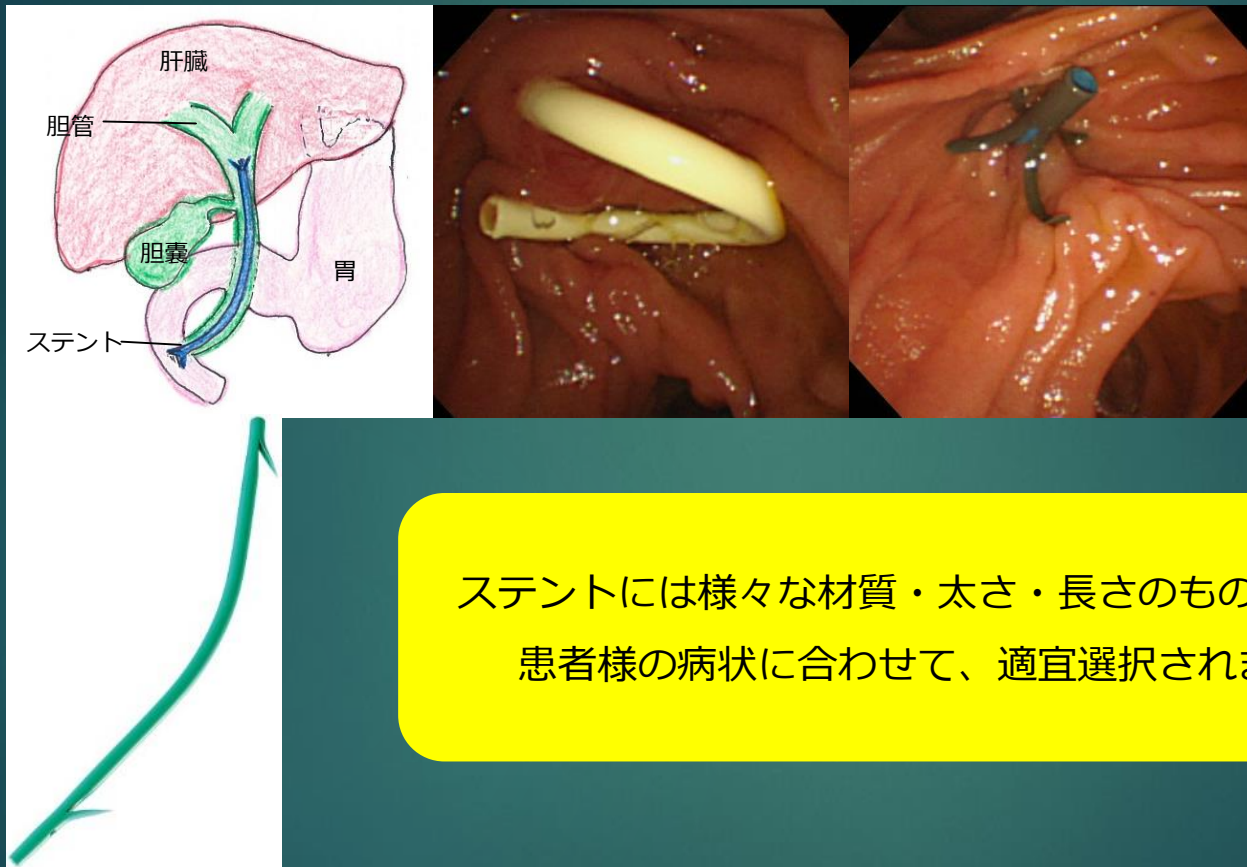 肝臓
胆管
胆嚢
胃
ステント
ステントには様々な材質・太さ・長さのもの
患者様の病状に合わせて、適宜選択され